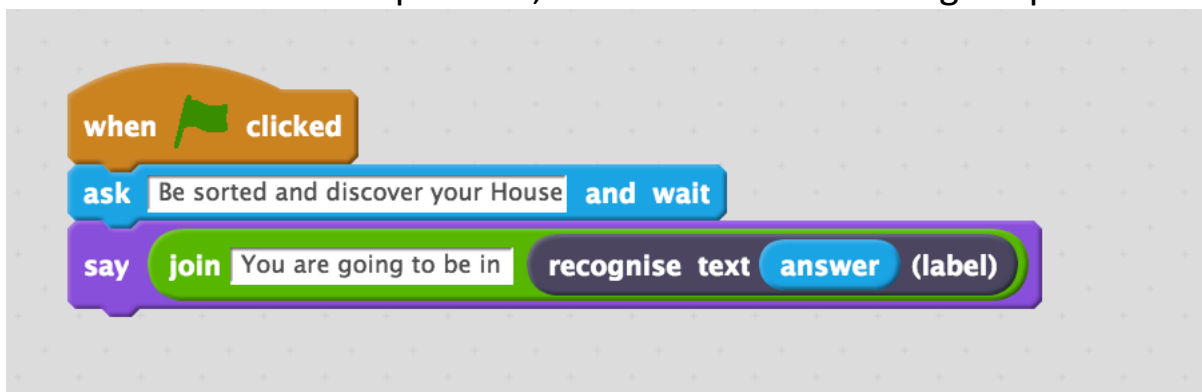 when clicked
ask Be sorted and discover your House and wait
say join You are going to be in recognise text answer (label)